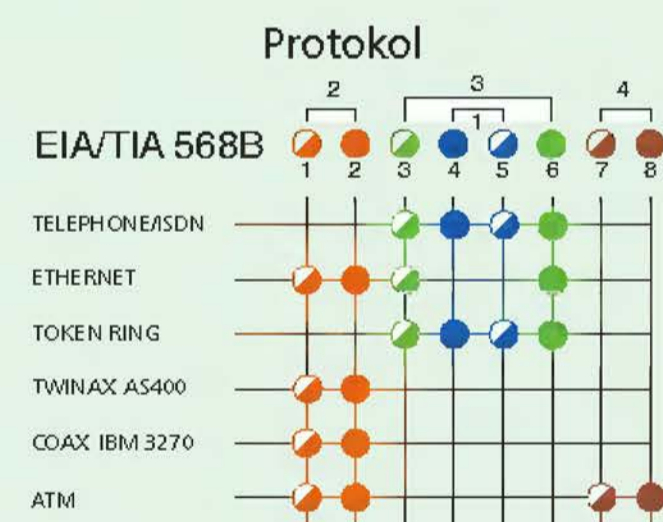 Protokol
2 3 4
1
EIA/TIA 568B
1 2 3 4 5 6 7 8
TELEPHONE/ISDN
ETHERNET
TOKEN RING
TWINAX AS400
COAX IBM 3270
ATM